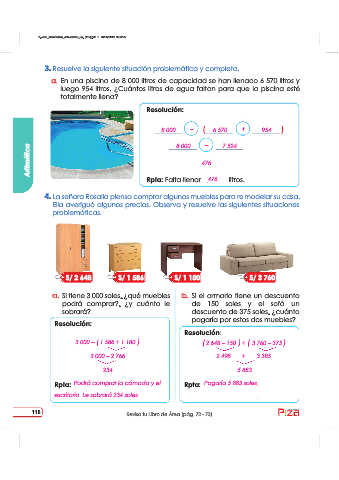 3. Resuelve la siguiente situación problemática y completa.
a. En una piscina de 8 000 litros de capacidad se han llenado 6 570 litros y
luego 954 litros. ¿Cuántos litros de agua faltan para que la piscina esté
totalmente llena?
Resolución:
8 000 – ( 6 570 + 954 )
8 000 – 7 524
476
Rpta: Falta llenar 476 litros.
Aritmética
4. La señora Rosalía piensa comprar algunos muebles para remodelar su casa.
Ella averiguó algunos precios. Observa y resuelve las siguientes situaciones
problemáticas.
S/ 2 648 S/ 1 586 S/ 1 180 S/ 3 760
a. Si tiene 3 000 soles, ¿qué muebles
podrá comprar?, ¿y cuánto le
sobrará?
Resolución:
3 000 – ( 1 586 + 1 180 )
3 000 – 2 766
234
Rpta: Podrá comprar la cómoda y el
escritorio. Le sobrará 234 soles
b. Si el armario tiene un descuento
de 150 soles y el sofá un
descuento de 375 soles, ¿cuánto
pagaría por estos dos muebles?
Resolución:
( 2 648 – 150 ) + ( 3 760 – 375 )
2 498 + 3 385
5 883
Rpta: Pagaría 5 883 soles
Revisa tu Libro de Área (pág. 72 - 73)